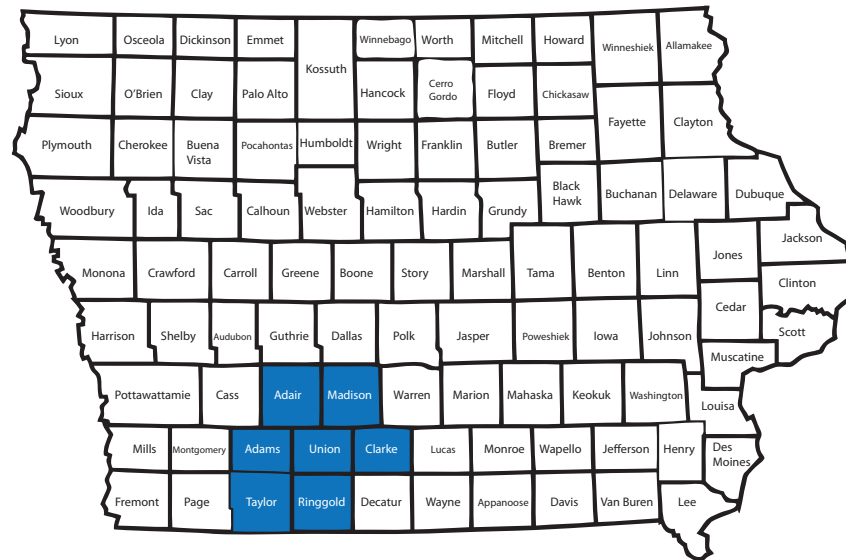 Lyon
Osceola
Dickinson
Emmet
Kossuth
Winnebago
Worth
Mitchell
Howard
Winneshiek
Allamakee
Sioux
O'Brien
Clay
Palo Alto
Hancock
Cerro
Gordo
Floyd
Chickasaw
Fayette
Clayton
Plymouth
Cherokee
Buena
Vista
Pocahontas
Humboldt
Wright
Franklin
Butler
Bremer
Woodbury
Ida
Sac
Calhoun
Webster
Hamilton
Hardin
Grundy
Black
Hawk
Buchanan
Delaware
Dubuque
Monona
Crawford
Carroll
Greene
Boone
Story
Marshall
Tama
Benton
Linn
Jones
Jackson
Clinton
Harrison
Shelby
Audubon
Guthrie
Dallas
Polk
Jasper
Poweshiek
Iowa
Johnson
Cedar
Scott
Muscatine
Pottawattamie
Cass
Adair
Madison
Warren
Marion
Mahaska
Keokuk
Washington
Louisa
Mills
Montgomery
Adams
Union
Clarke
Lucas
Monroe
Wapello
Jefferson
Henry
Des
Moines
Fremont
Page
Taylor
Ringgold
Decatur
Wayne
Appanoose
Davis
Van Buren
Lee